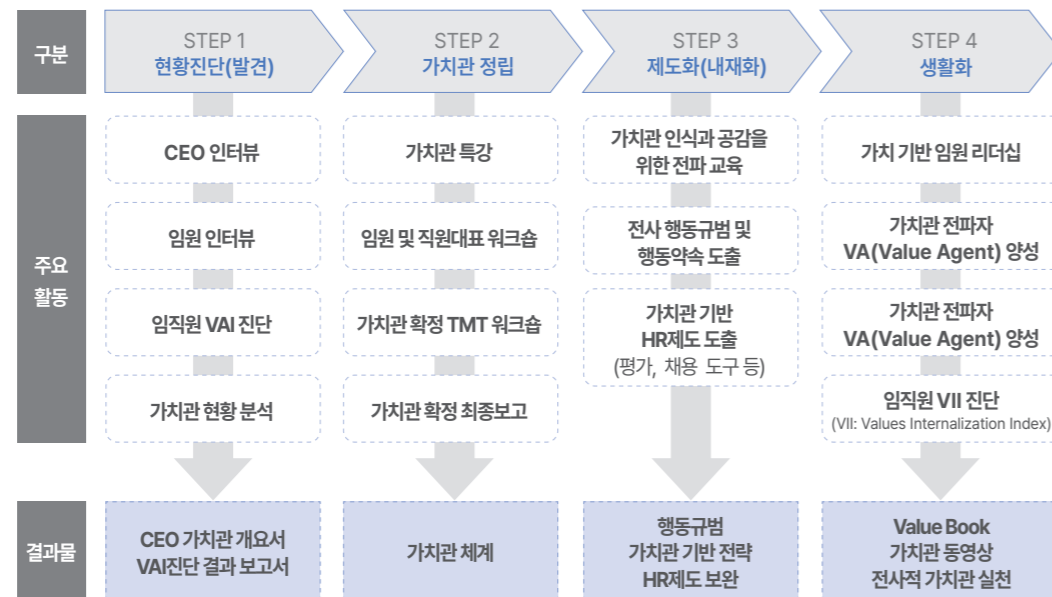 구분
STEP 1
현황진단(발견)
STEP 2
가치관 정립
STEP 3
제도화(내재화)
STEP 4
생활화
주요
활동
CEO 인터뷰
임원 인터뷰
임직원 VAI 진단
가치관 현황 분석
가치관 특강
임원 및 직원대표 워크숍
가치관 확정 TMT 워크숍
가치관 확정 최종보고
가치관 인식과 공감을
위한 전파 교육
전사 행동규범 및
행동약속 도출
가치관 기반
HR제도 도출
(평가, 채용 도구 등)
가치 기반 임원 리더십
가치관 전파자
VA(Value Agent) 양성
가치관 전파자
VA(Value Agent) 양성
임직원 VII 진단
(VII: Values Internalization Index)
결과물
CEO 가치관 개요서
VAI진단 결과 보고서
가치관 체계
행동규범
가치관 기반 전략
HR제도 보완
Value Book
가치관 동영상
전사적 가치관 실천